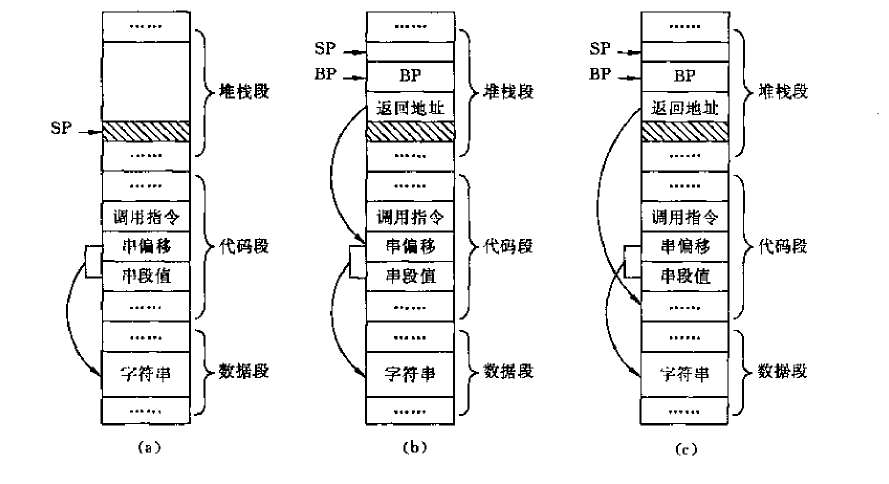 ……
SP
堆栈段
……
……
调用指令
串偏移
代码段
串段值
……
……
字符串
数据段
……
(a)
……
SP
BP
BP
堆栈段
返回地址
……
……
调用指令
串偏移
代码段
串段值
……
……
字符串
数据段
……
(b)
……
SP
BP
BP
堆栈段
返回地址
……
……
调用指令
串偏移
代码段
串段值
……
……
字符串
数据段
……
(c)